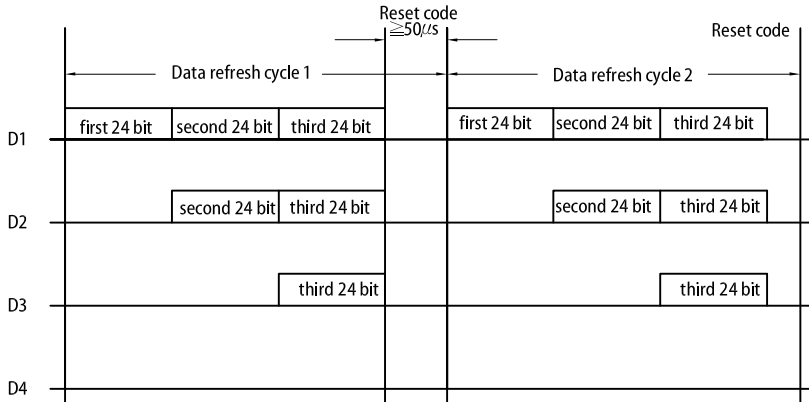 Reset code
≧50μs
Reset code
Data refresh cycle 1
Data refresh cycle 2
D1
first 24 bit
second 24 bit
third 24 bit
first 24 bit
second 24 bit
third 24 bit
D2
second 24 bit
third 24 bit
second 24 bit
third 24 bit
D3
third 24 bit
third 24 bit
D4